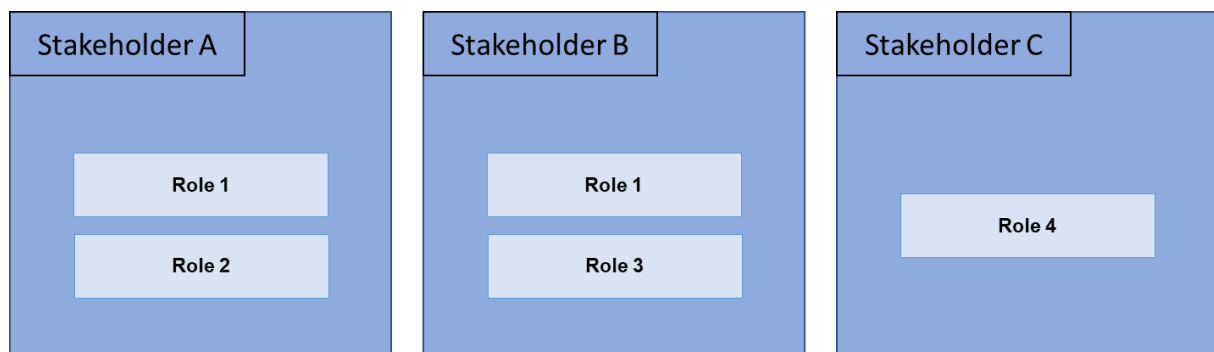 Stakeholder A
Role 1
Role 2
Stakeholder B
Role 1
Role 3
Stakeholder C
Role 4